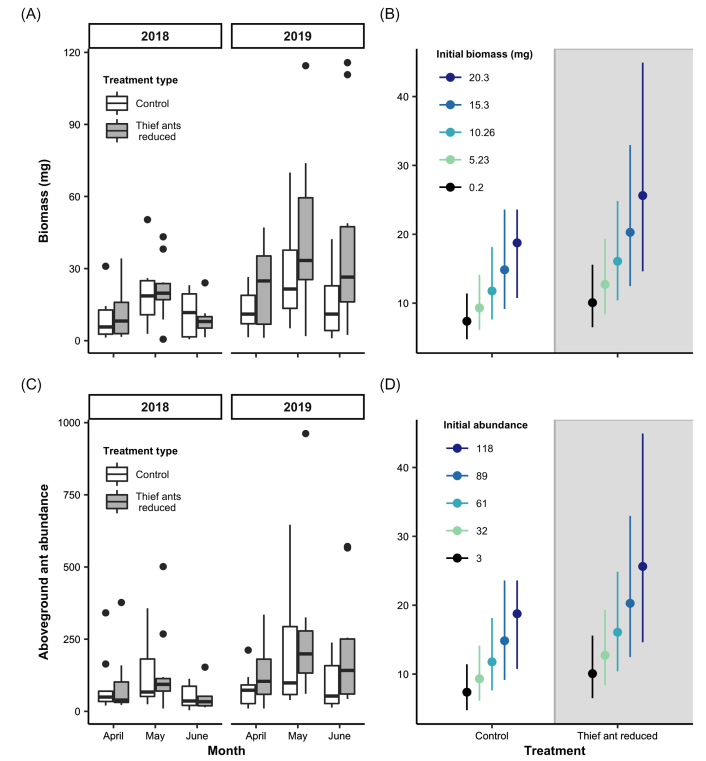 (A)
2018
2019
Treatment type
Control
Thief ants
reduced
120
90
60
30
0
Biomass (mg)
(B)
Initial biomass (mg)
20.3
15.3
10.26
5.23
0.2
40
30
20
10
(C)
2018
2019
Treatment type
Control
Thief ants
reduced
1000
750
500
250
0
Aboveground ant abundance
April
May
June
April
May
June
Month
(D)
Initial abundance
118
89
61
32
3
40
30
20
10
Control
Thief ant reduced
Treatment